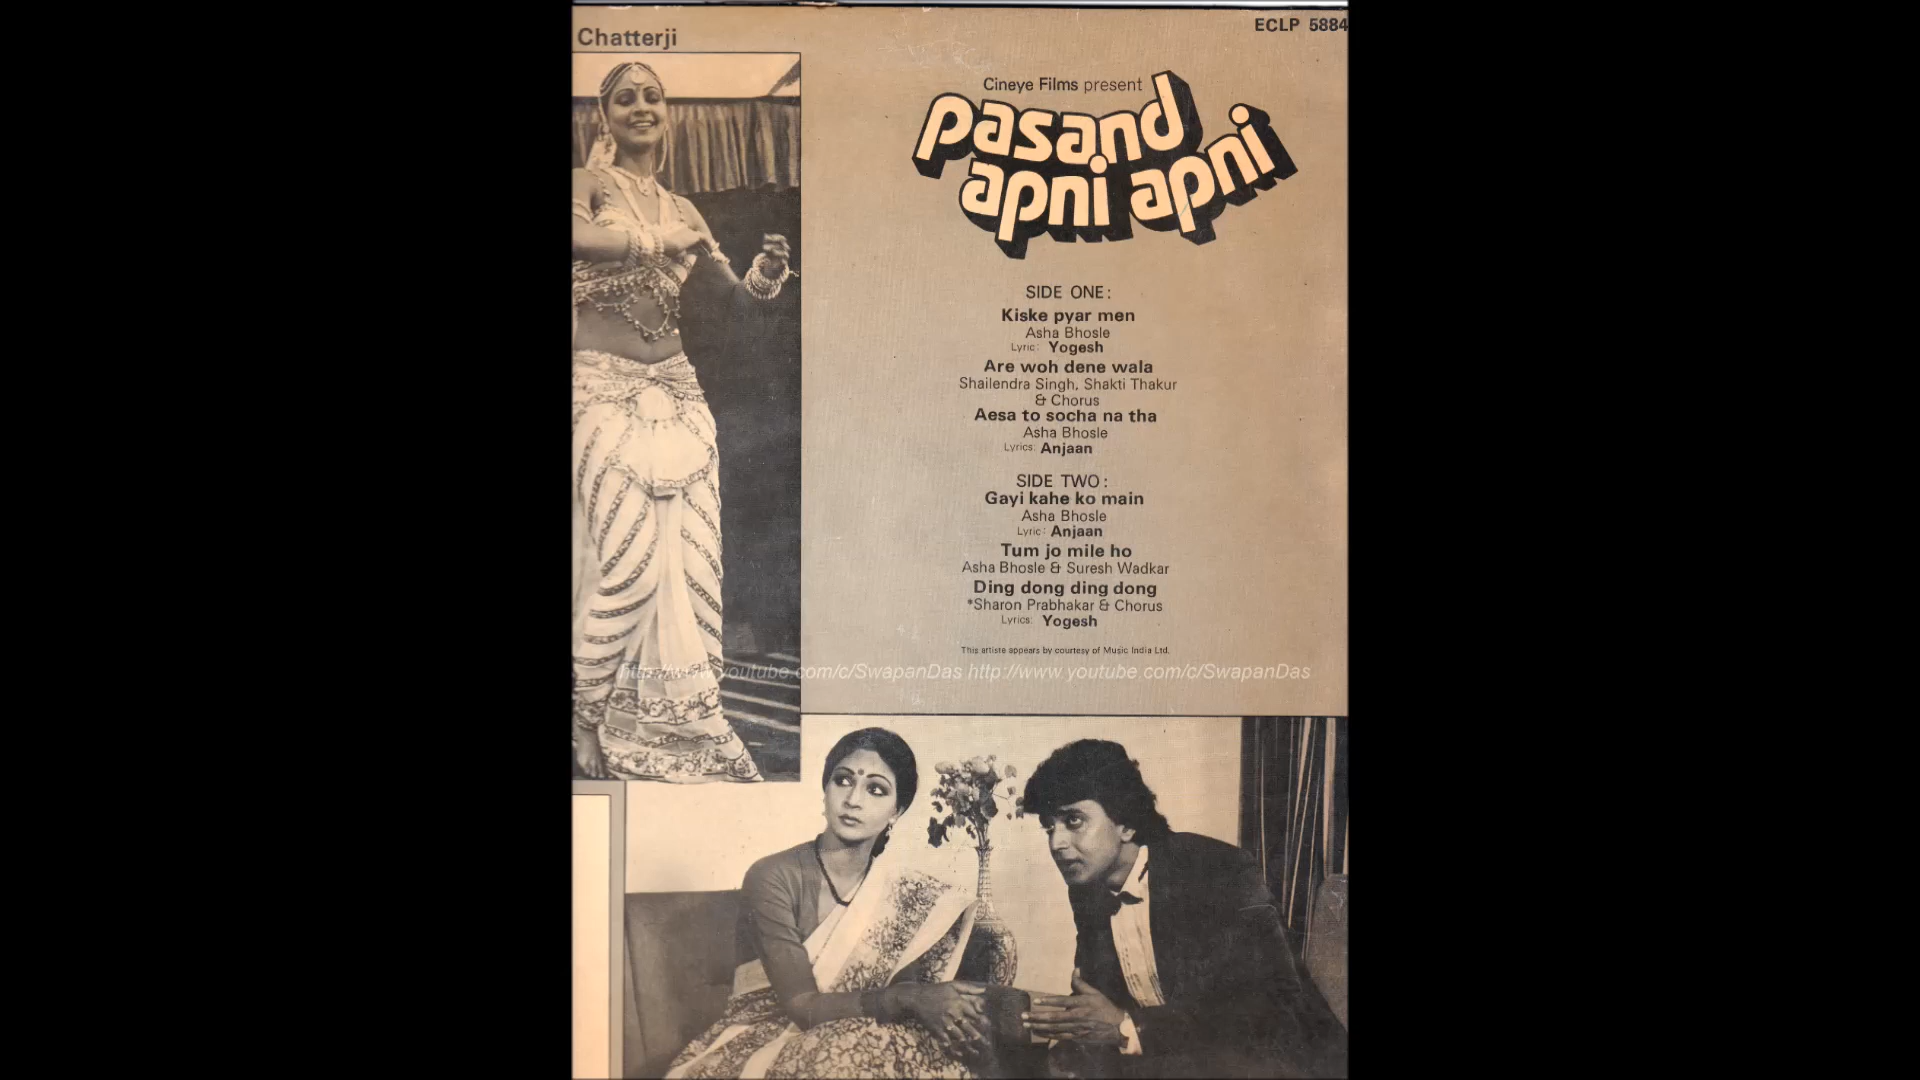 Chatterji
ECLP 5884
Cineye Films present
pasand
apni apni
SIDE ONE:
Kiske pyar men
Asha Bhosle
Lyric: Yogesh
Are woh dene wala
Shailendra Singh, Shakti Thakur
& Chorus
Aesa to socha na tha
Asha Bhosle
Lyrics: Anjaan
SIDE TWO:
Gayi kahe ko main
Asha Bhosle
Lyric: Anjaan
Tum jo mile ho
Asha Bhosle & Suresh Wadkar
Ding dong ding dong
*Sharon Prabhakar & Chorus
Lyrics: Yogesh
This artiste appears by courtesy of Music India Ltd.
http://www.youtube.com/c/SwapanDas http://www.youtube.com/c/SwapanDas